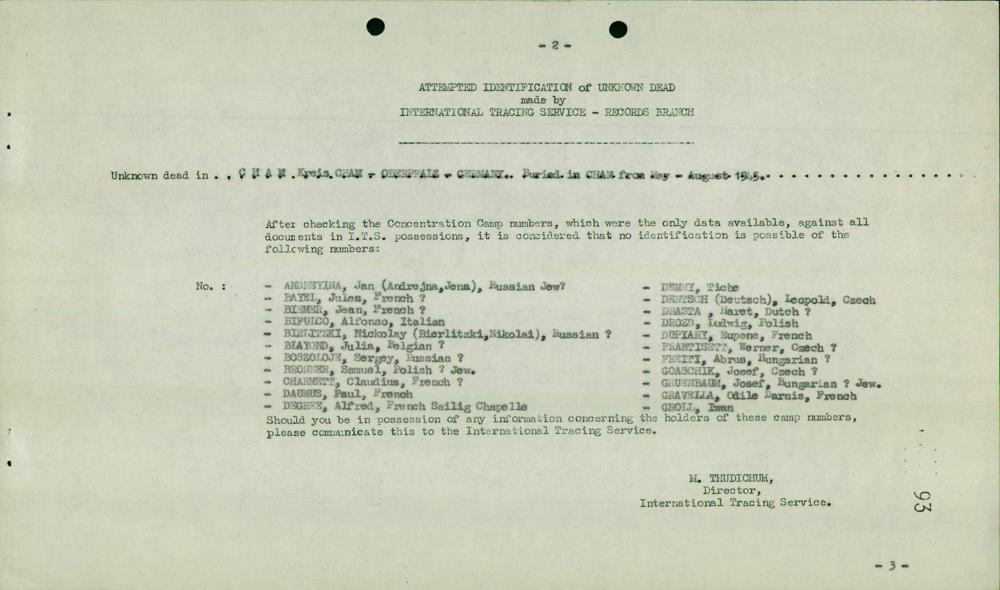 - 2 -
ATTEMPTED IDENTIFICATION of UNKNOWN DEAD
made by
INTERNATIONAL TRACING SERVICE - RECORDS BRANCH
Unknown dead in . . C H A M . Kreis. CHAM - OBERPFALZ - GERMANY.. Buried. in CHAM from May - August 1945.
After checking the Concentration Camp numbers, which were the only data available, against all
documents in I.T.S. possessions, it is concidered that no identification is possible of the
following numbers:
No. :
- ANDREYINA, Jan (Andrejna,Jena), Russian Jew?
- BAYEL, Jules, French ?
- BIEMER, Jean, French ?
- BIFULCO, Alfonso, Italian
- BIRLITZKI, Nickolay (Bierlitzki,Nikolai), Russian ?
- BLAYOND, Julia, Belgian ?
- BOSZOLOJE, Sergey, Russian ?
- BRONNER, Samuel, Polish ? Jew.
- CHARMETT, Claudius, French ?
- DAUMUS, Paul, French
- DEGREE, Alfred, French Sailig Chapelle
- Tiche
- DENTSCH (Deutsch), Leopold, Czech
- DRASTA , Haret, Dutch ?
- DROZD, Ludwig, Polish
- Eupene, French
- FRANTISETT, Werner, Czech ?
- FREITI, Abrus, Hungarian ?
- GOASCHIK, Josef, Czech ?
- GRUENBAUM, Josef, Hungarian ? Jew.
- GRAVELLA, Odile Darnis, French
- GROLL, Iwan
Should you be in possession of any information concerning the holders of these camp numbers,
please communicate this to the International Tracing Service.
M. THUDICHUM,
Director,
International Tracing Service.
93
- 3 -